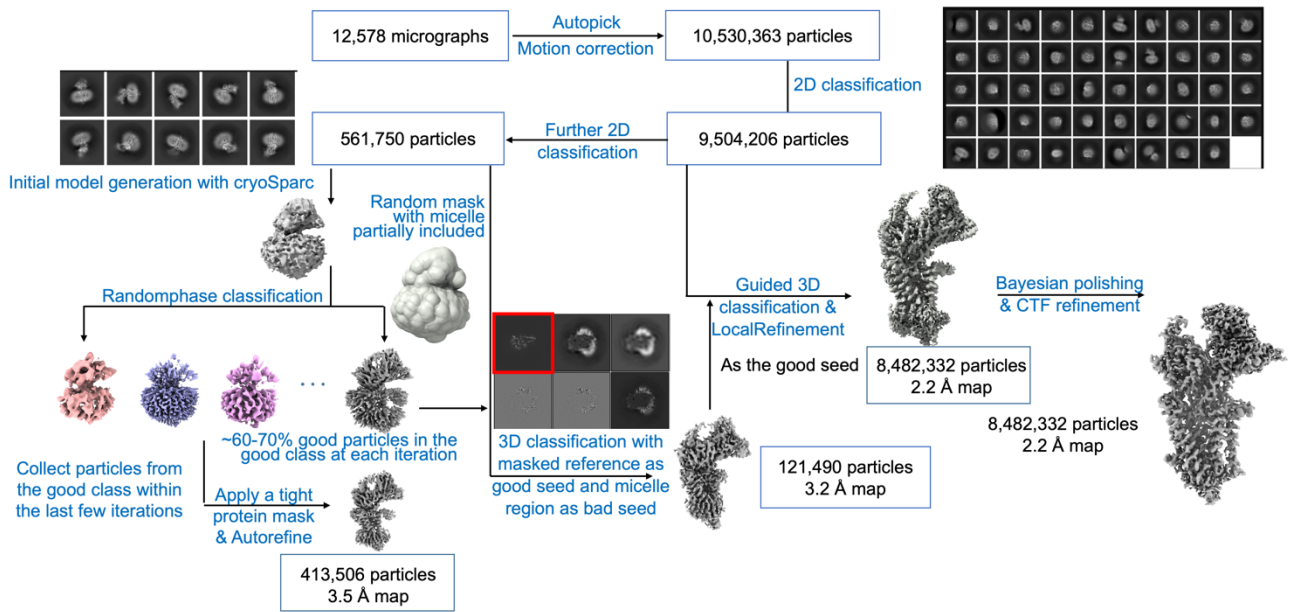 12,578 micrographs
Autopick
Motion correction
10,530,363 particles
2D classification
561,750 particles
Further 2D
classification
9,504,206 particles
Initial model generation with cryoSparc
Random mask
with micelle
partially included
Randomphase classification
Guided 3D
classification &
LocalRefinement
Bayesian polishing
& CTF refinement
As the good seed
8,482,332 particles
2.2 Å map
...
~60-70% good particles in the
good class at each iteration
3D classification with
masked reference as
good seed and micelle
region as bad seed
8,482,332 particles
2.2 Å map
121,490 particles
3.2 Å map
Collect particles from
the good class within
the last few iterations
Apply a tight
protein mask
& Autorefine
413,506 particles
3.5 Å map